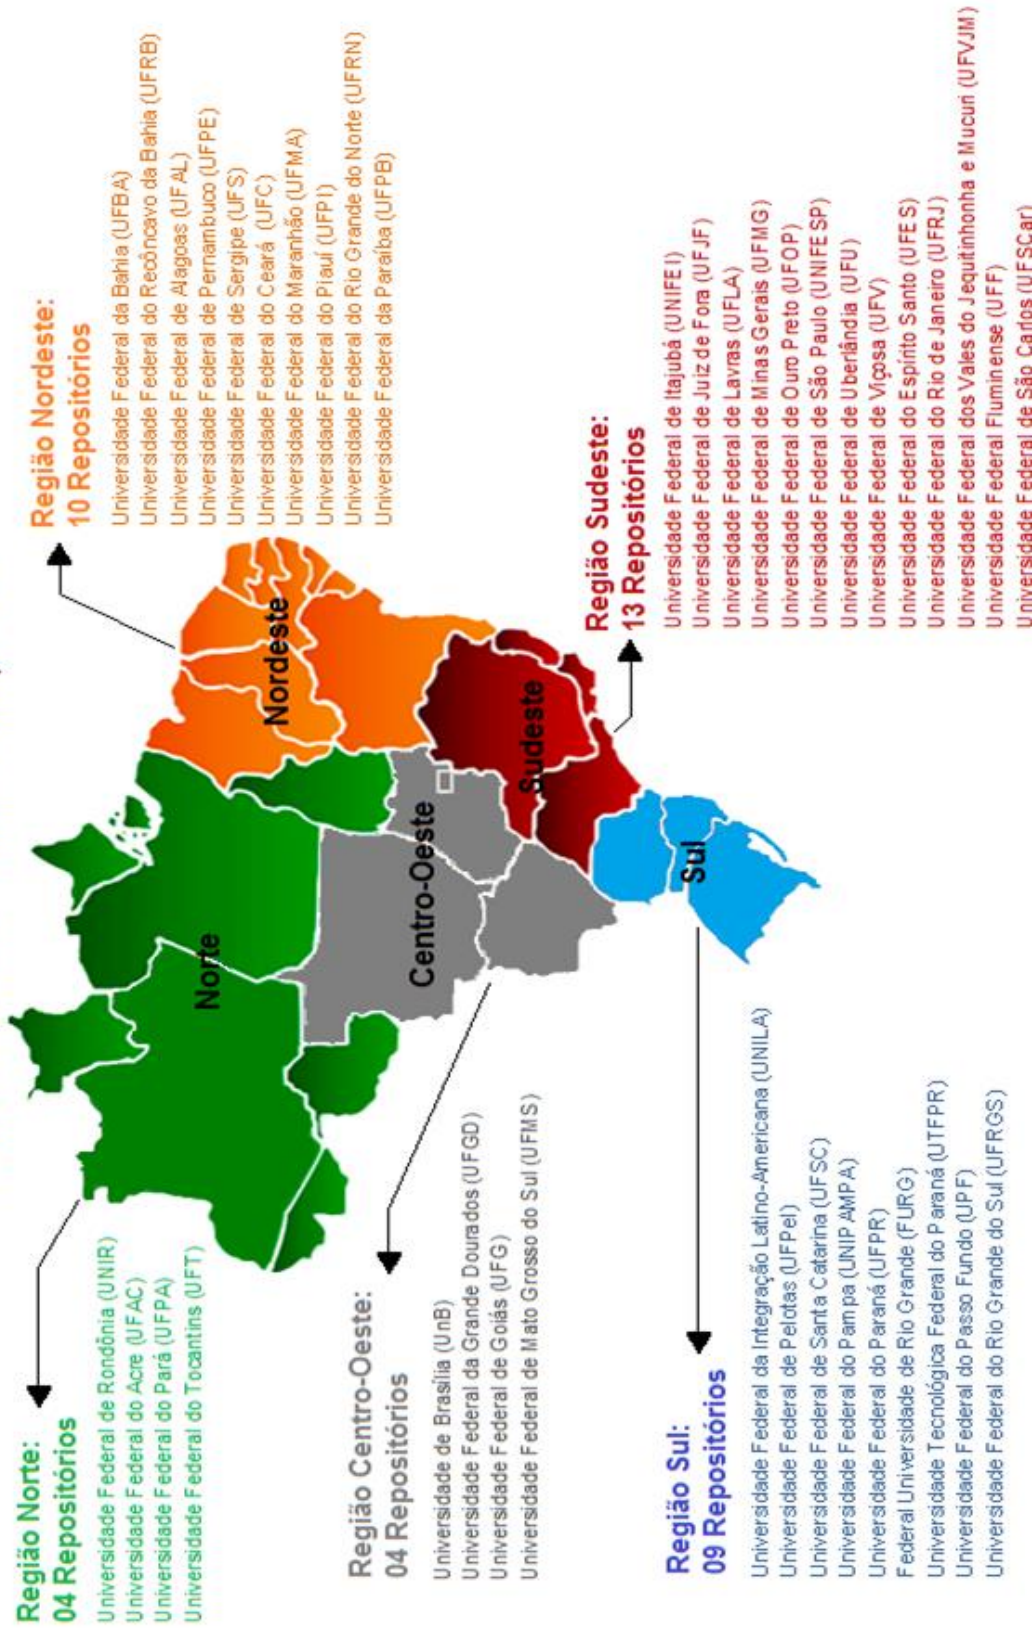 Região Norte:
04 Repositórios
Universidade Federal de Rondônia (UNIR)
Universidade Federal do Acre (UFAC)
Universidade Federal do Pará (UFPA)
Universidade Federal do Tocantins (UFT)
Região Nordeste:
10 Repositórios
Universidade Federal da Bahia (UFBA)
Universidade Federal do Recôncavo da Bahia (UFRB)
Universidade Federal de Alagoas (UFAL)
Universidade Federal de Pernambuco (UFPE)
Universidade Federal de Sergipe (UFS)
Universidade Federal do Ceará (UFC)
Universidade Federal do Maranhão (UFMA)
Universidade Federal do Piauí (UFPI)
Universidade Federal do Rio Grande do Norte (UFRN)
Universidade Federal da Paraíba (UFPB)
Norte
Nordeste
Centro-Oeste
Sudeste
Sul
Região Centro-Oeste:
04 Repositórios
Universidade de Brasília (UnB)
Universidade Federal da Grande Dourados (UFGD)
Universidade Federal de Goiás (UFG)
Universidade Federal de Mato Grosso do Sul (UFMS)
Região Sudeste:
13 Repositórios
Universidade Federal de Itajubá (UNIFEI)
Universidade Federal de Juiz de Fora (UFJF)
Universidade Federal de Lavras (UFLA)
Universidade Federal de Minas Gerais (UFMG)
Universidade Federal de Ouro Preto (UFOP)
Universidade Federal de São Paulo (UNIFESP)
Universidade Federal de Uberlândia (UFU)
Universidade Federal de Viçosa (UFV)
Universidade Federal do Espírito Santo (UFES)
Universidade Federal do Rio de Janeiro (UFRJ)
Universidade Federal dos Vales do Jequitinhonha e Mucuri (UFVJM)
Universidade Federal Fluminense (UFF)
Universidade Federal de São Carlos (UFSCar)
Região Sul:
09 Repositórios
Universidade Federal da Integração Latino-Americana (UNILA)
Universidade Federal de Pelotas (UFPel)
Universidade Federal de Santa Catarina (UFSC)
Universidade Federal do Pampa (UNIPAMPA)
Universidade Federal do Paraná (UFPR)
Federal Universidade de Rio Grande (FURG)
Universidade Tecnológica Federal do Paraná (UTFPR)
Universidade Federal do Passo Fundo (UPF)
Universidade Federal do Rio Grande do Sul (UFRGS)